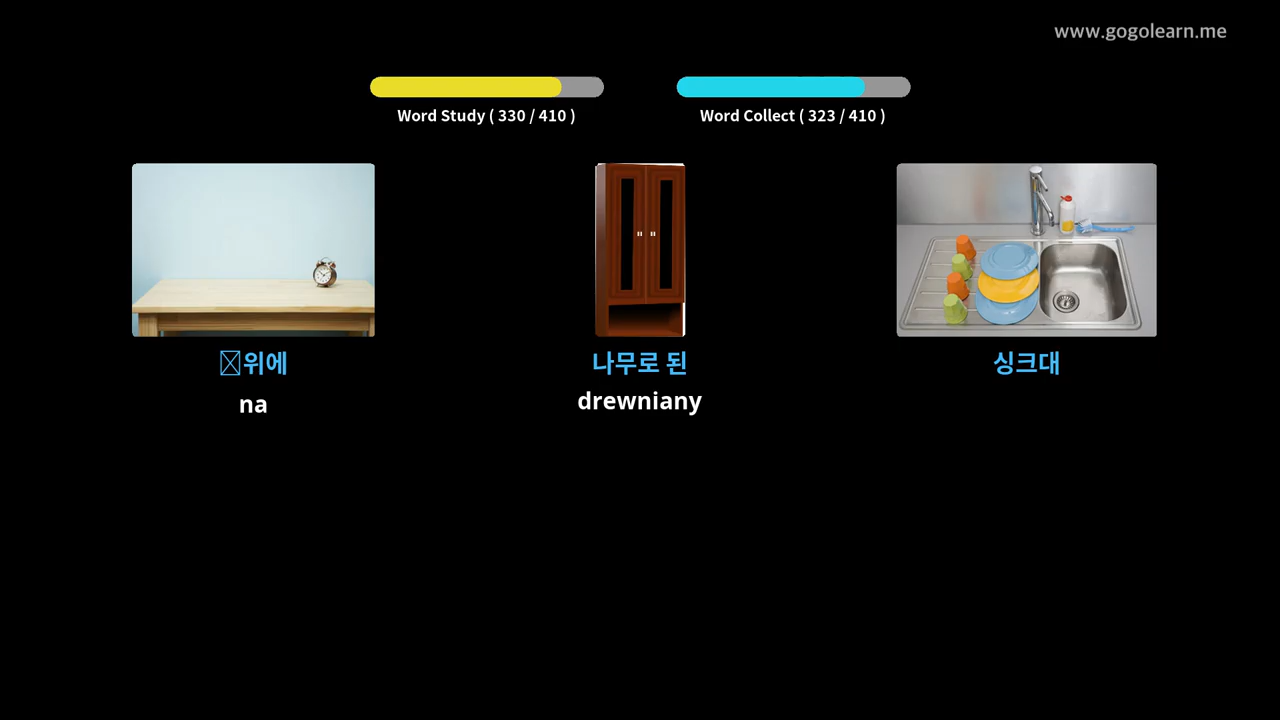 www.gogolearn.me
Word Study ( 330 / 410 )
Word Collect ( 323 / 410 )
위에
나무로 된
싱크대
na
drewniany